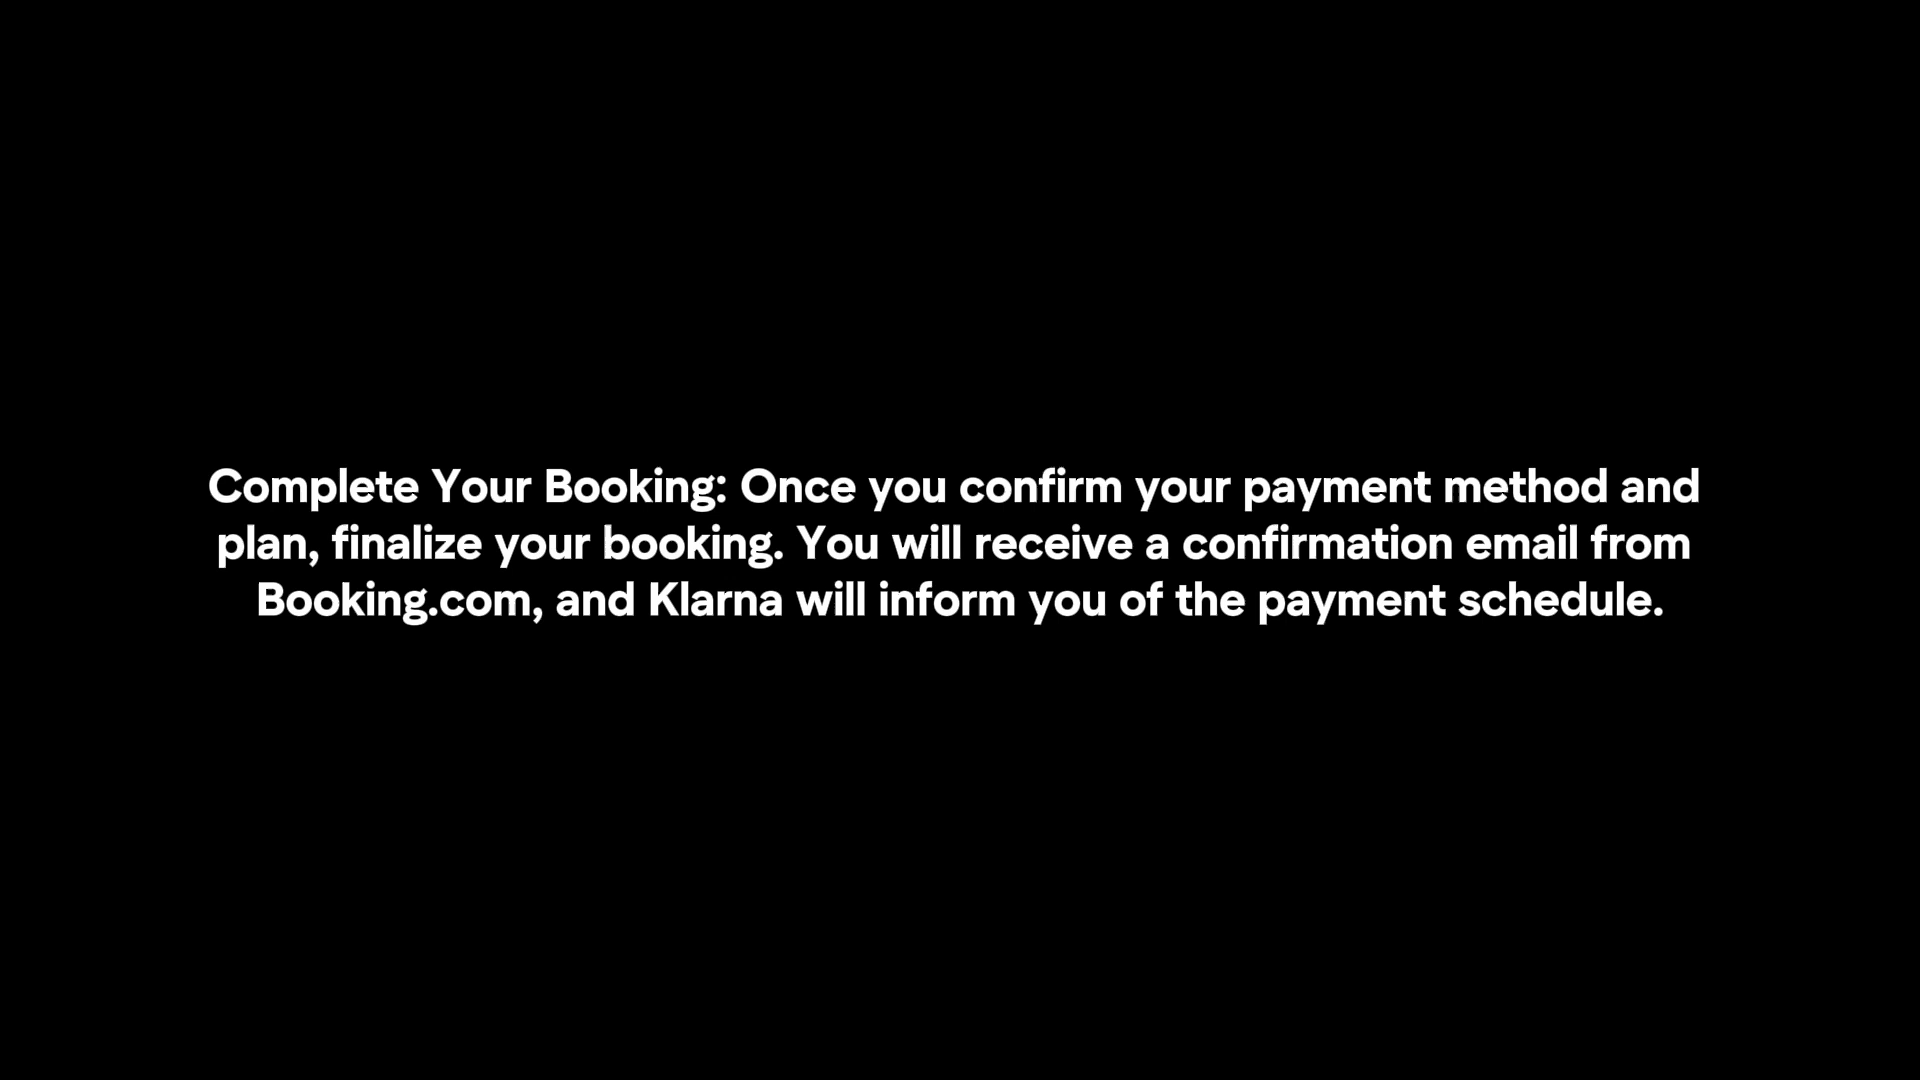 Complete Your Booking: Once you confirm your payment method and
plan, finalize your booking. You will receive a confirmation email from
Booking.com, and Klarna will inform you of the payment schedule.